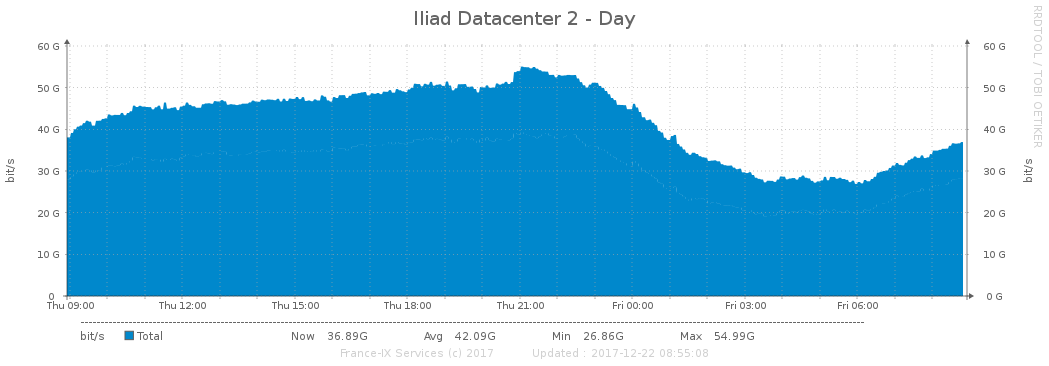 Iliad Datacenter 2 - Day
RRDTOOL / TOBI OETIKER
60 G 60 G
50 G 50 G
40 G 40 G
30 G 30 G
20 G 20 G
10 G 10 G
0 0 G
bit/s bit/s
Thu 09:00 Thu 12:00 Thu 15:00 Thu 18:00 Thu 21:00 Fri 00:00 Fri 03:00 Fri 06:00
bit/s Total Now 36.89G Avg 42.09G Min 26.86G Max 54.99G
France-IX Services (c) 2017 Updated : 2017-12-22 08:55:08